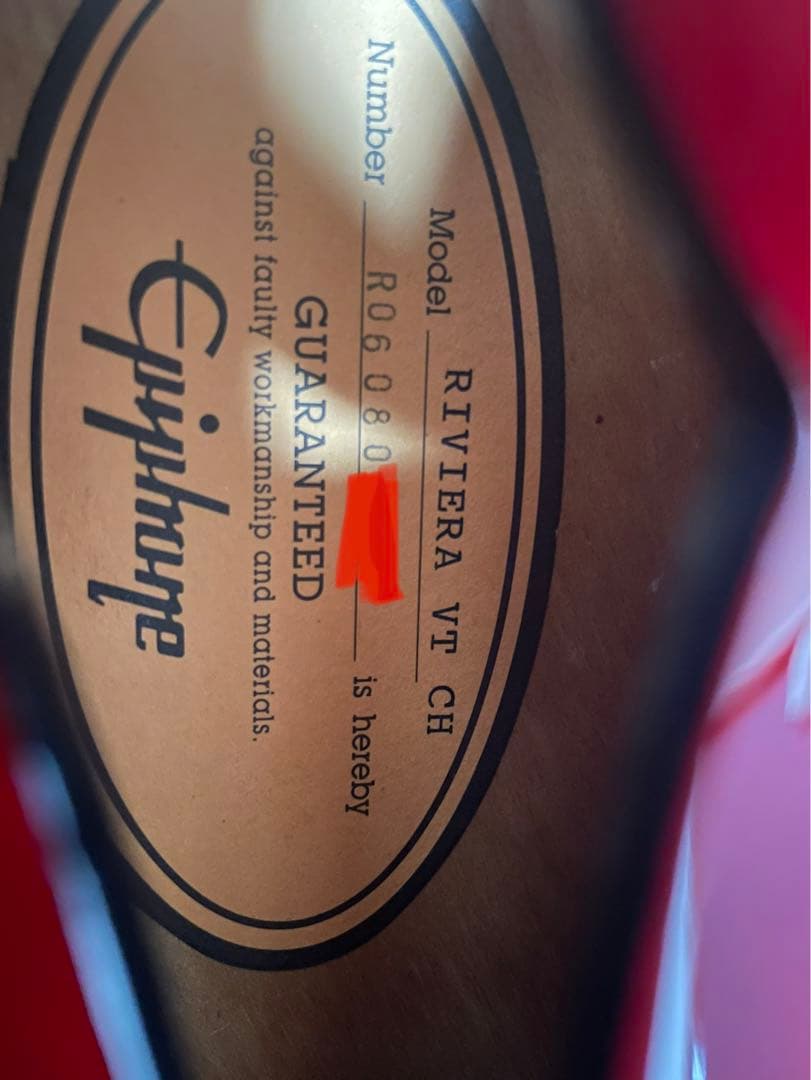 Model RIVIERA VT CH
Number R06080 is hereby
GUARANTEED
against faulty workmanship and materials.
Epiphone